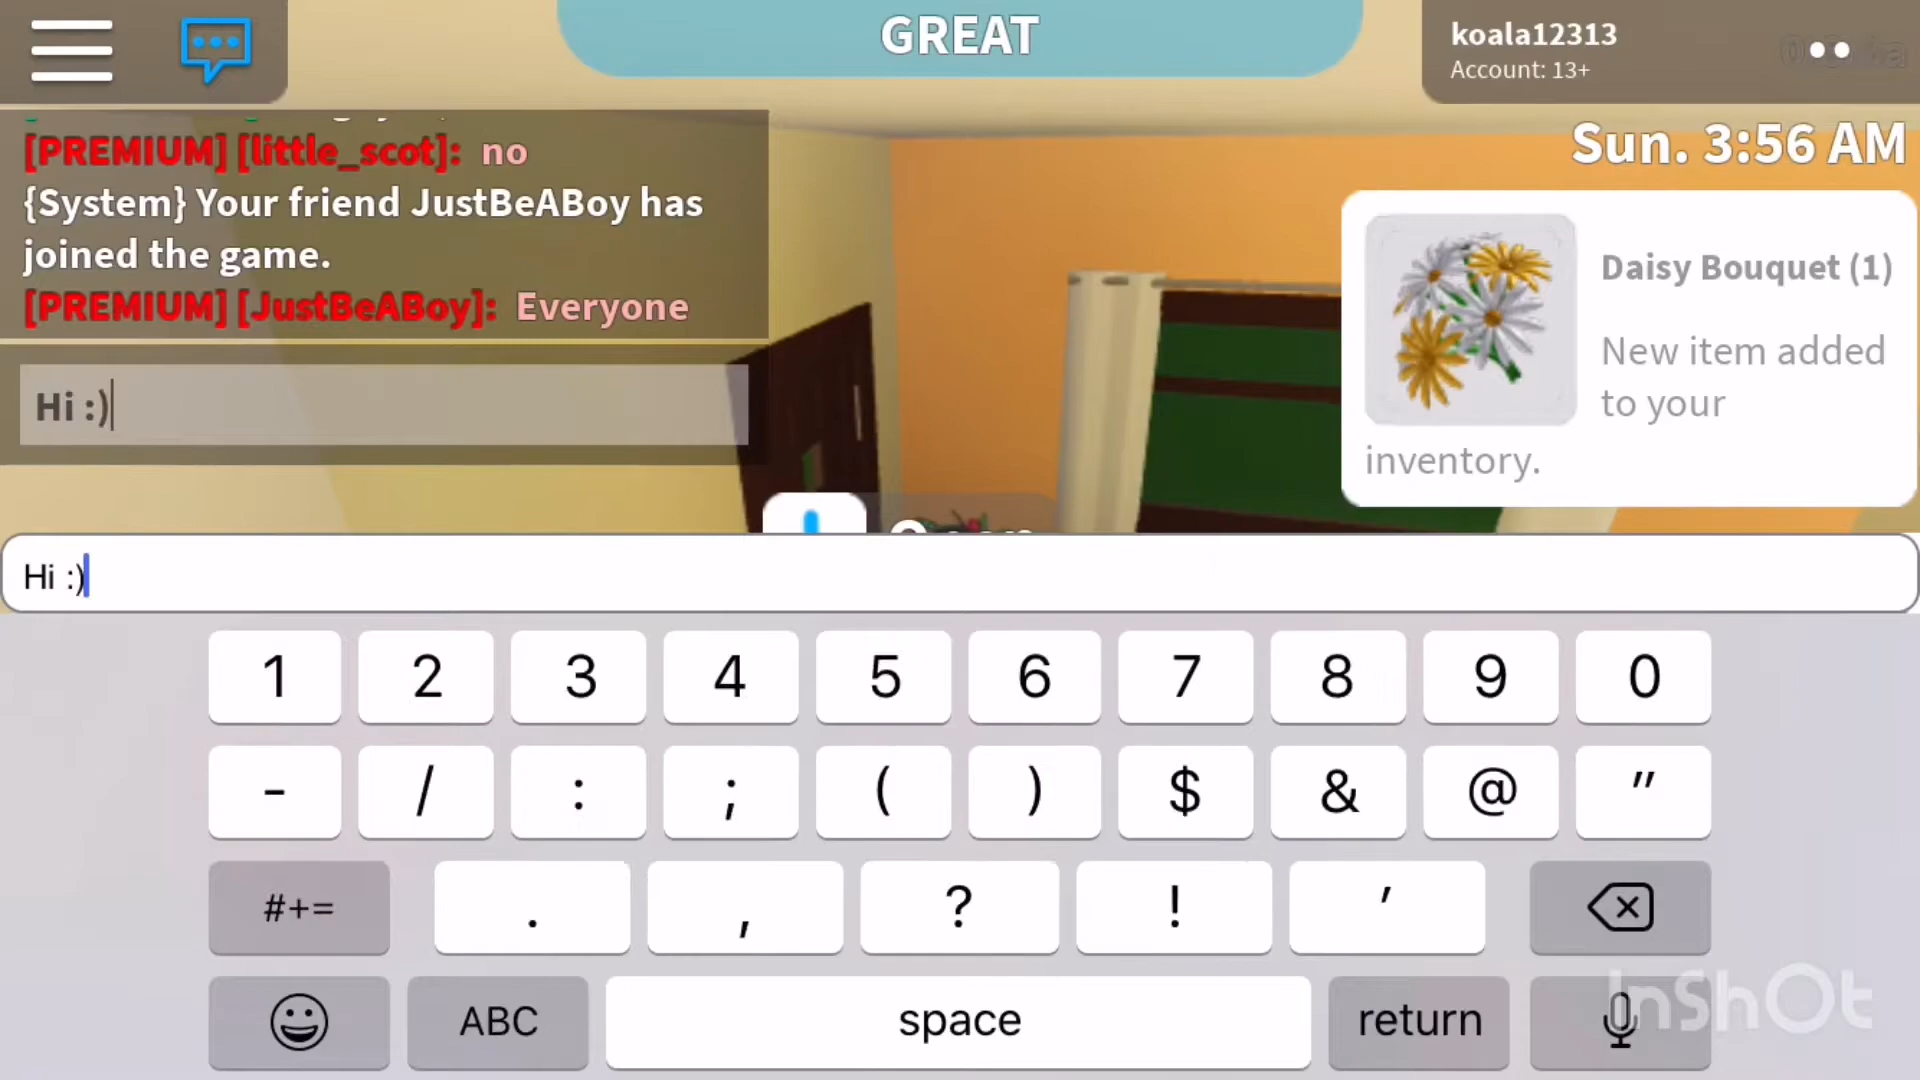 GREAT
koala12313
Account: 13+
[PREMIUM] [little_scot]: no
{System} Your friend JustBeABoy has
joined the game.
[PREMIUM] [JustBeABoy]: Everyone
Hi :)
Sun. 3:56 AM
Daisy Bouquet (1)
New item added
to your
inventory.
Hi :)
1 2 3 4 5 6 7 8 9 0
- / : ; ( ) $ & @ "
#+= . , ? ! '
ABC space return
InShOt